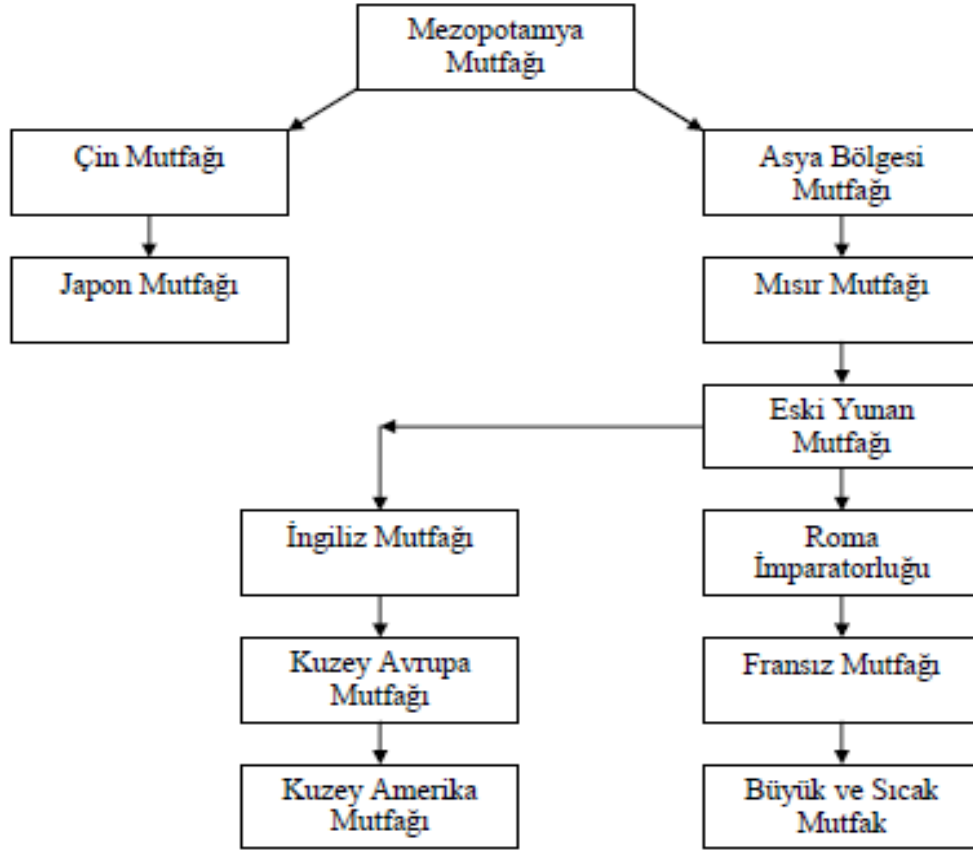 Mezopotamya
Mutfağı
Çin Mutfağı
Asya Bölgesi
Mutfağı
Japon Mutfağı
Mısır Mutfağı
Eski Yunan
Mutfağı
İngiliz Mutfağı
Roma
İmparatorluğu
Kuzey Avrupa
Mutfağı
Fransız Mutfağı
Kuzey Amerika
Mutfağı
Büyük ve Sıcak
Mutfak